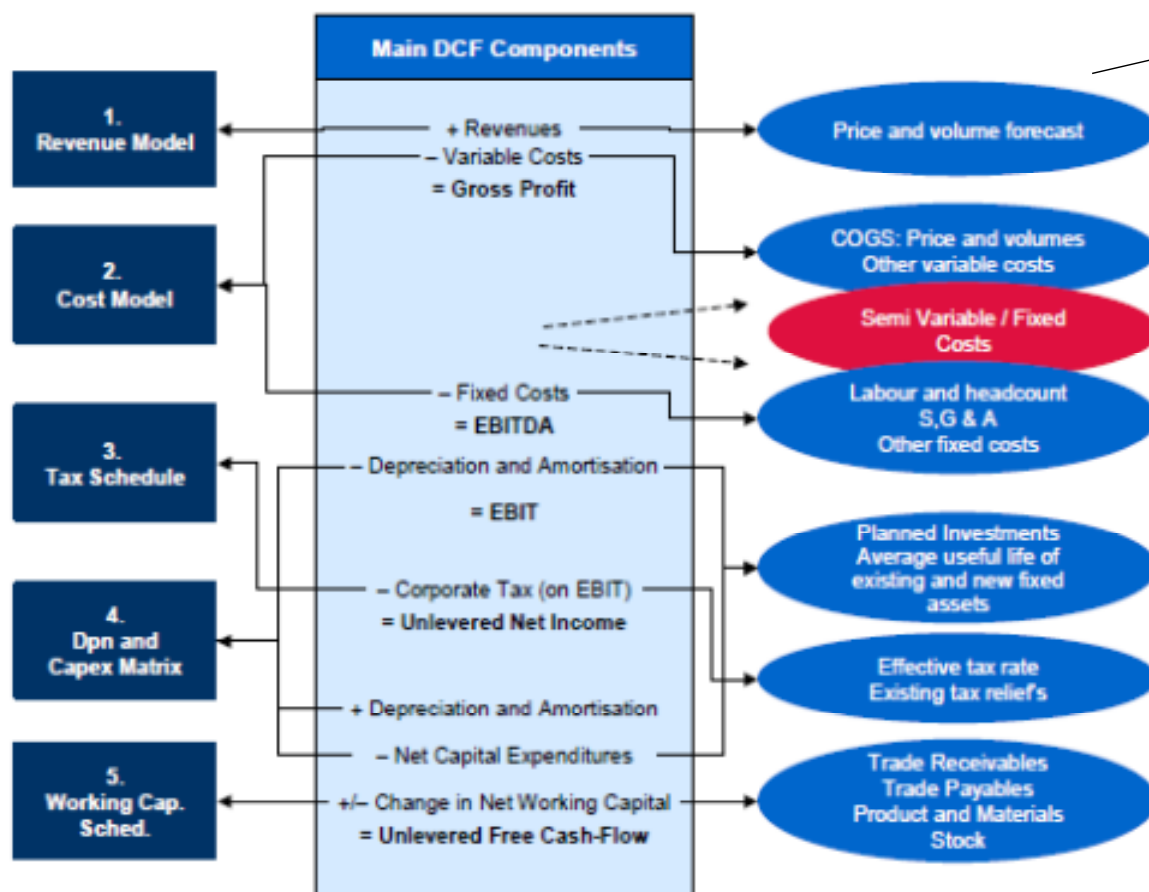 Main DCF Components
1.
Revenue Model
2.
Cost Model
3.
Tax Schedule
4.
Dpn and
Capex Matrix
5.
Working Cap.
Sched.
+ Revenues
– Variable Costs
= Gross Profit
– Fixed Costs
= EBITDA
– Depreciation and Amortisation
= EBIT
– Corporate Tax (on EBIT)
= Unlevered Net Income
+ Depreciation and Amortisation
– Net Capital Expenditures
+/– Change in Net Working Capital
= Unlevered Free Cash-Flow
Price and volume forecast
COGS: Price and volumes
Other variable costs
Semi Variable / Fixed
Costs
Labour and headcount
S,G & A
Other fixed costs
Planned Investments
Average useful life of
existing and new fixed
assets
Effective tax rate
Existing tax relief's
Trade Receivables
Trade Payables
Product and Materials
Stock